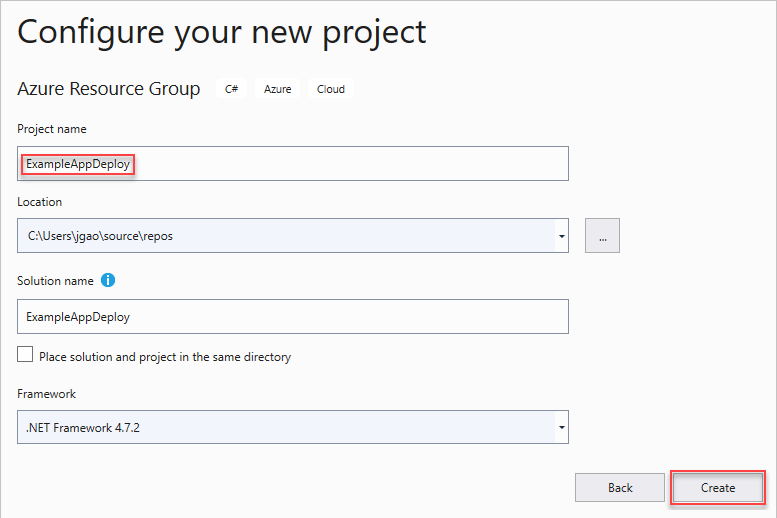 Configure your new project
Azure Resource Group C# Azure Cloud
Project name
ExampleAppDeploy
Location
C:\Users\jgao\source\repos
...
Solution name
i
ExampleAppDeploy
Place solution and project in the same directory
Framework
.NET Framework 4.7.2
Back Create